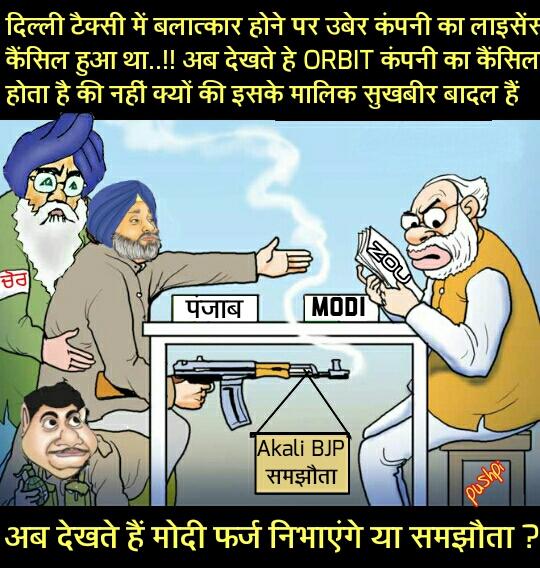 दिल्ली टैक्सी में बलात्कार होने पर उबेर कंपनी का लाइसेंस
कैंसिल हुआ था..!! अब देखते हे ORBIT कंपनी का कैंसिल
होता है की नहीं क्यों की इसके मालिक सुखबीर बादल हैं
ਚੋਰ
ZOU
पंजाब
MODI
Akali BJP
समझौता
pushpi
अब देखते हैं मोदी फर्ज निभाएंगे या समझौता ?